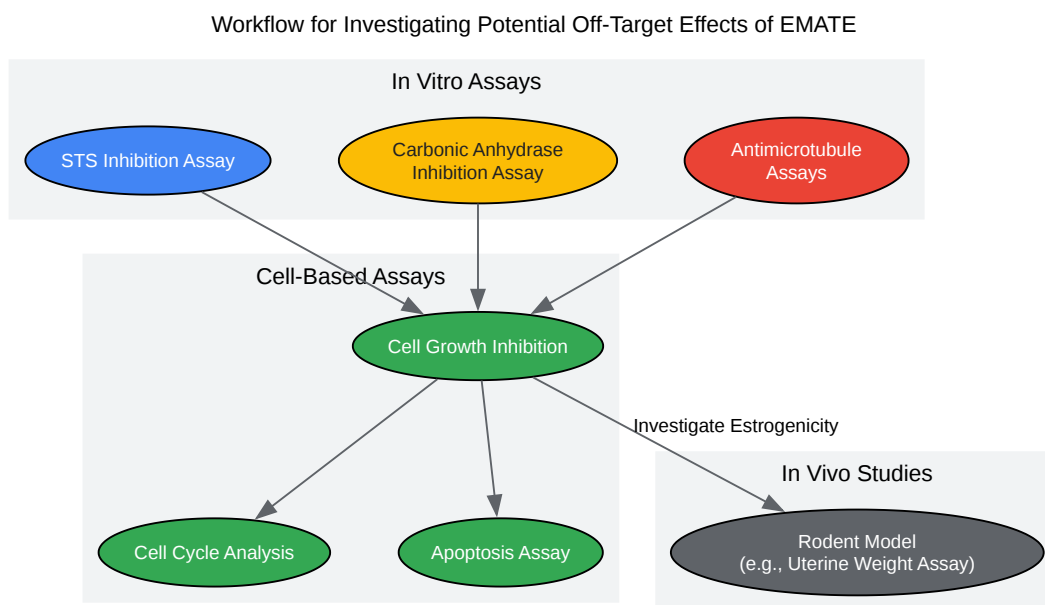 Workflow for Investigating Potential Off-Target Effects of EMATE
In Vitro Assays
STS Inhibition Assay
Carbonic Anhydrase
Inhibition Assay
Antimicrotubule
Assays
Cell-Based Assays
Cell Growth Inhibition
Investigate Estrogenicity
In Vivo Studies
Cell Cycle Analysis
Apoptosis Assay
Rodent Model
(e.g., Uterine Weight Assay)